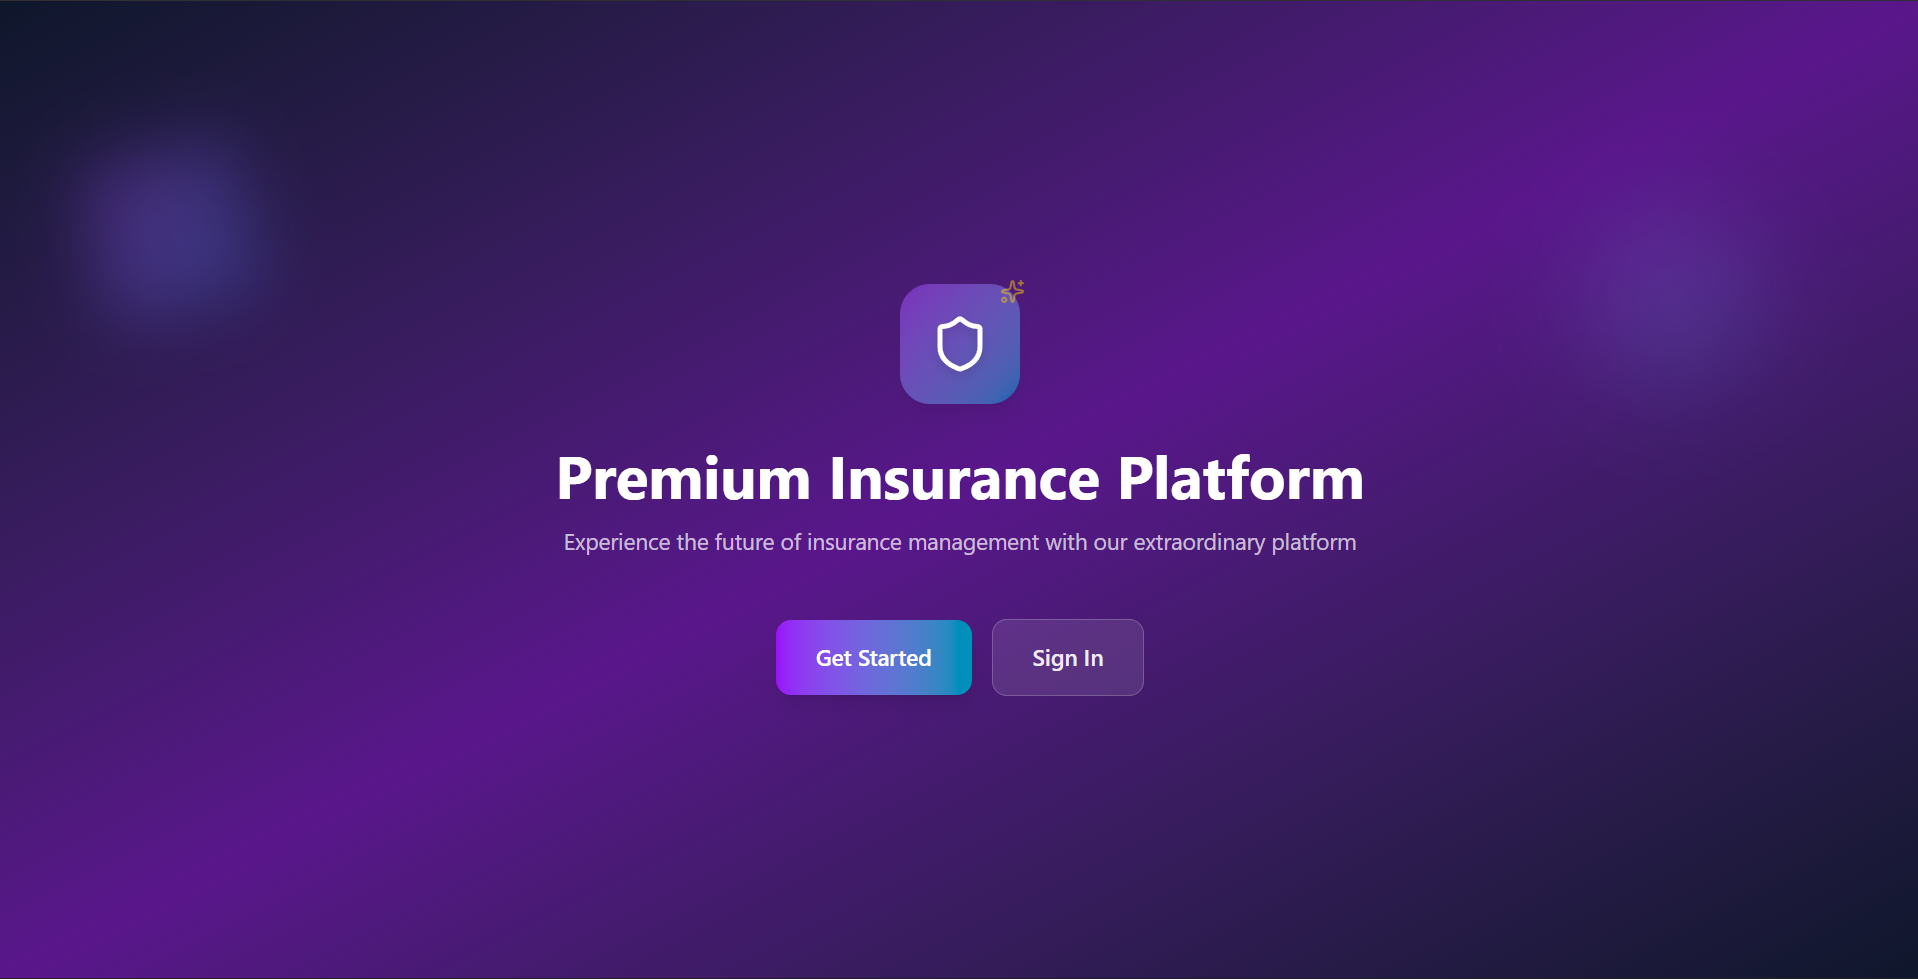 Premium Insurance Platform
Experience the future of insurance management with our extraordinary platform
Get Started
Sign In